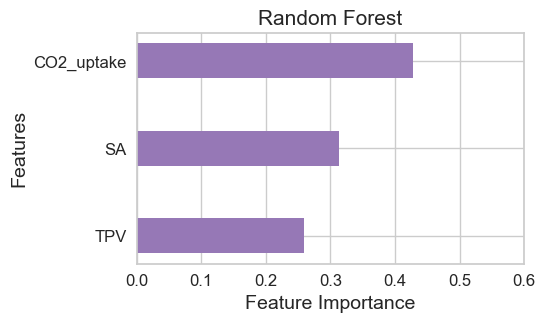 Random Forest
CO2_uptake
SA
TPV
Features
0.0 0.1 0.2 0.3 0.4 0.5 0.6
Feature Importance